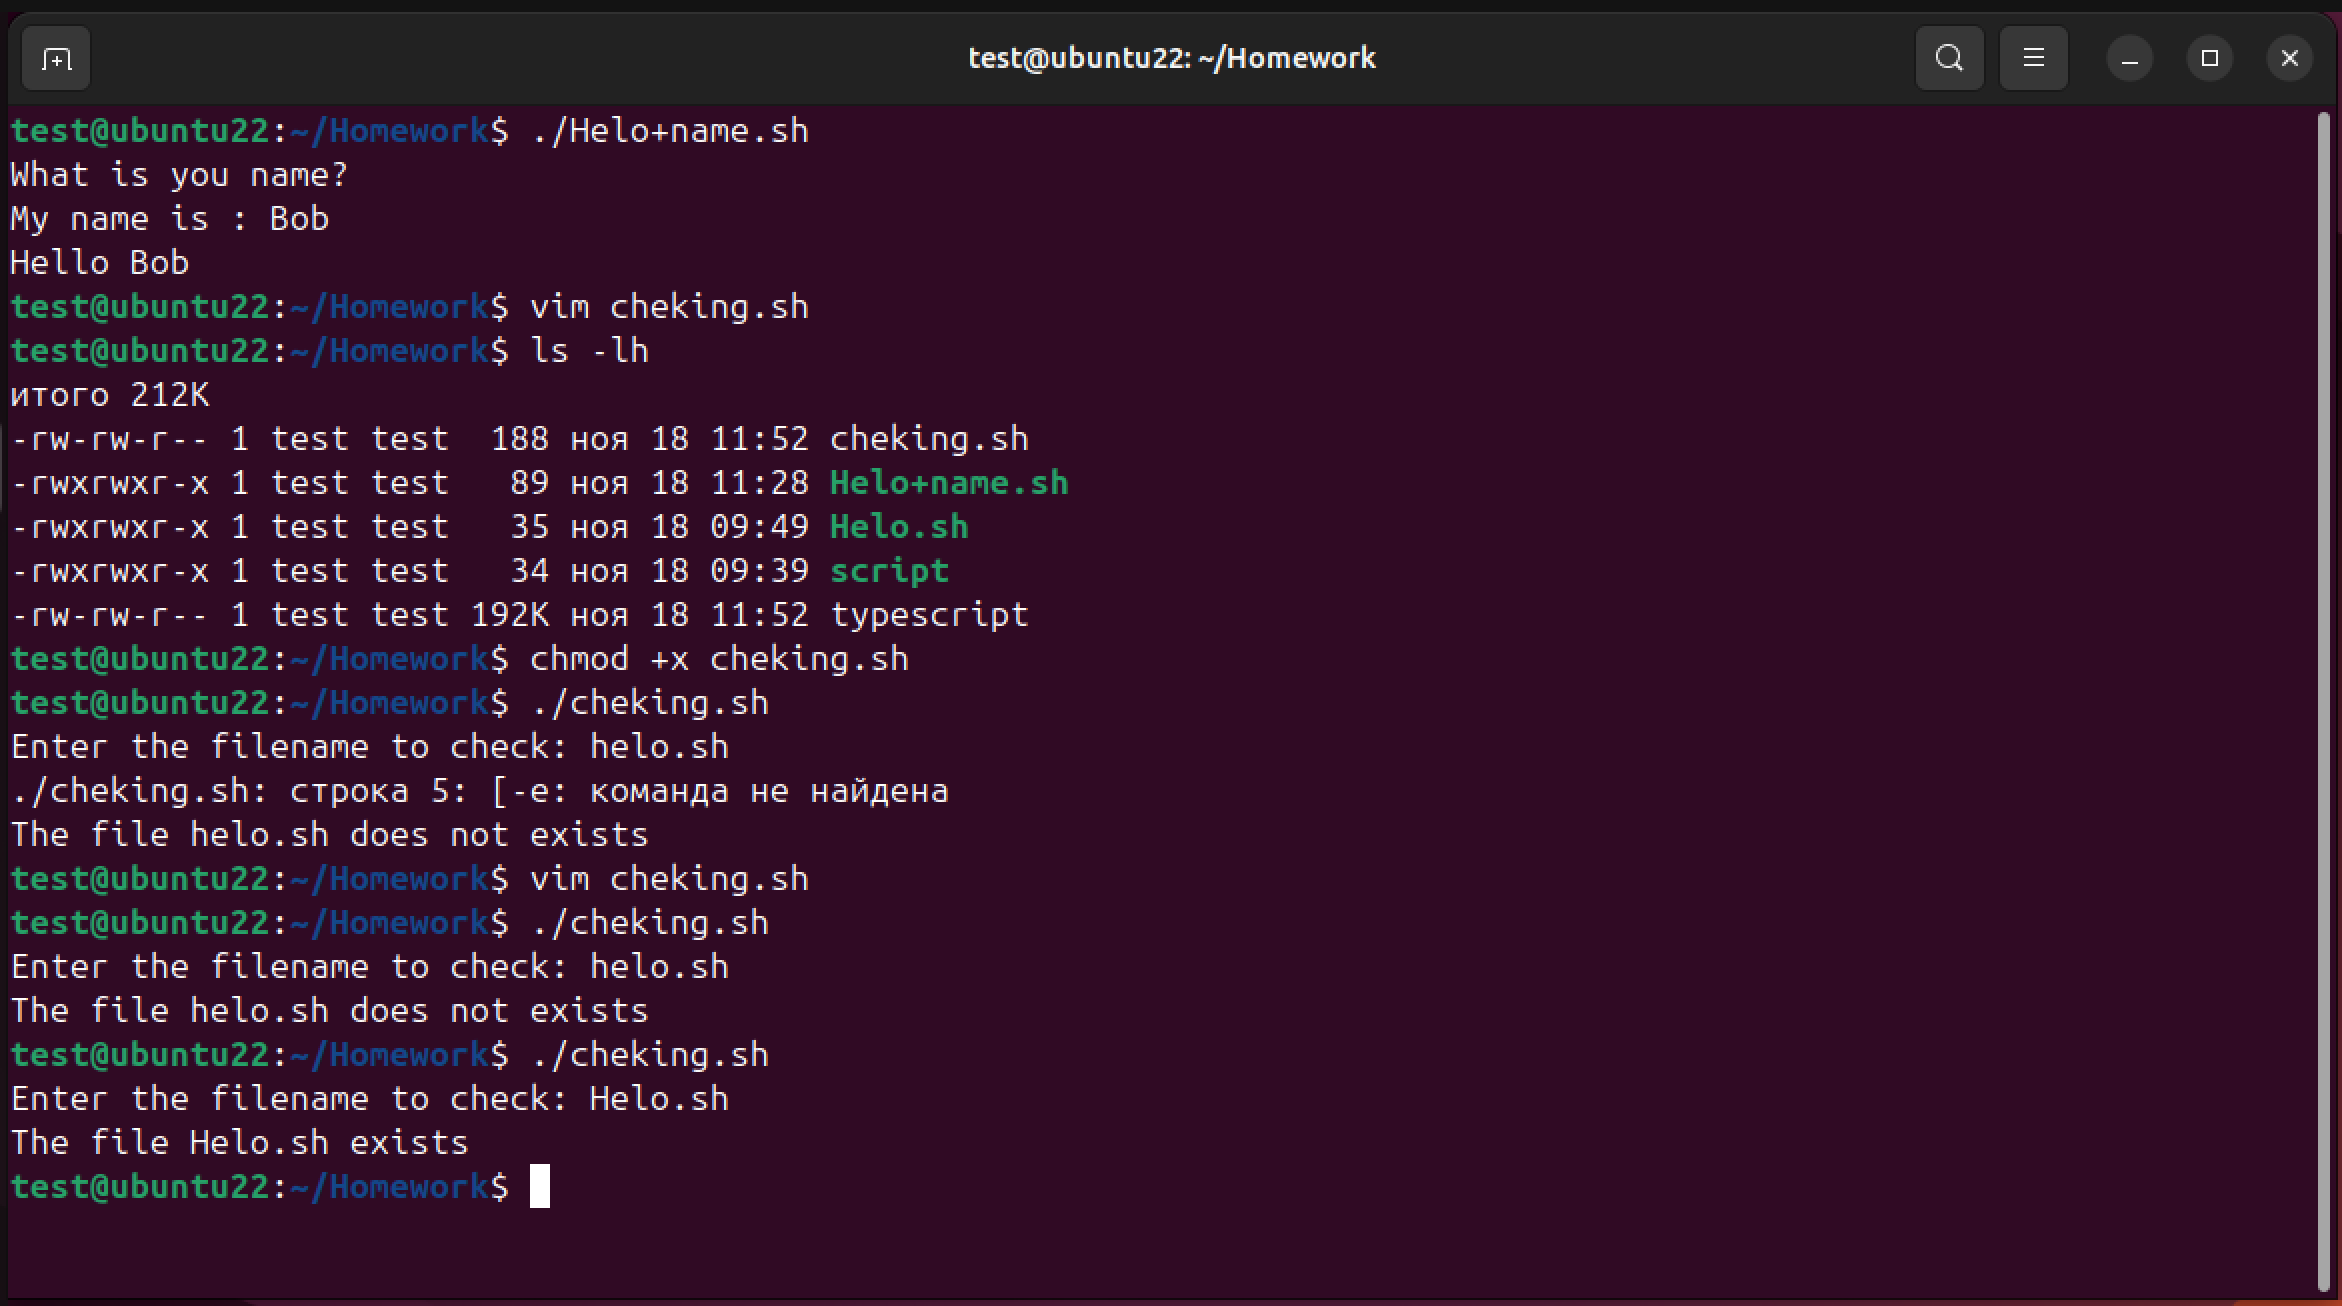 test@ubuntu22: ~/Homework
test@ubuntu22:~/Homework$ ./Helo+name.sh
What is you name?
My name is : Bob
Hello Bob
test@ubuntu22:~/Homework$ vim cheking.sh
test@ubuntu22:~/Homework$ ls -lh
итого 212K
-rw-rw-r-- 1 test test  188 ноя 18 11:52 cheking.sh
-rwxrwxr-x 1 test test   89 ноя 18 11:28 Helo+name.sh
-rwxrwxr-x 1 test test   35 ноя 18 09:49 Helo.sh
-rwxrwxr-x 1 test test   34 ноя 18 09:39 script
-rw-rw-r-- 1 test test 192K ноя 18 11:52 typescript
test@ubuntu22:~/Homework$ chmod +x cheking.sh
test@ubuntu22:~/Homework$ ./cheking.sh
Enter the filename to check: helo.sh
./cheking.sh: строка 5: [-e: команда не найдена
The file helo.sh does not exists
test@ubuntu22:~/Homework$ vim cheking.sh
test@ubuntu22:~/Homework$ ./cheking.sh
Enter the filename to check: helo.sh
The file helo.sh does not exists
test@ubuntu22:~/Homework$ ./cheking.sh
Enter the filename to check: Helo.sh
The file Helo.sh exists
test@ubuntu22:~/Homework$